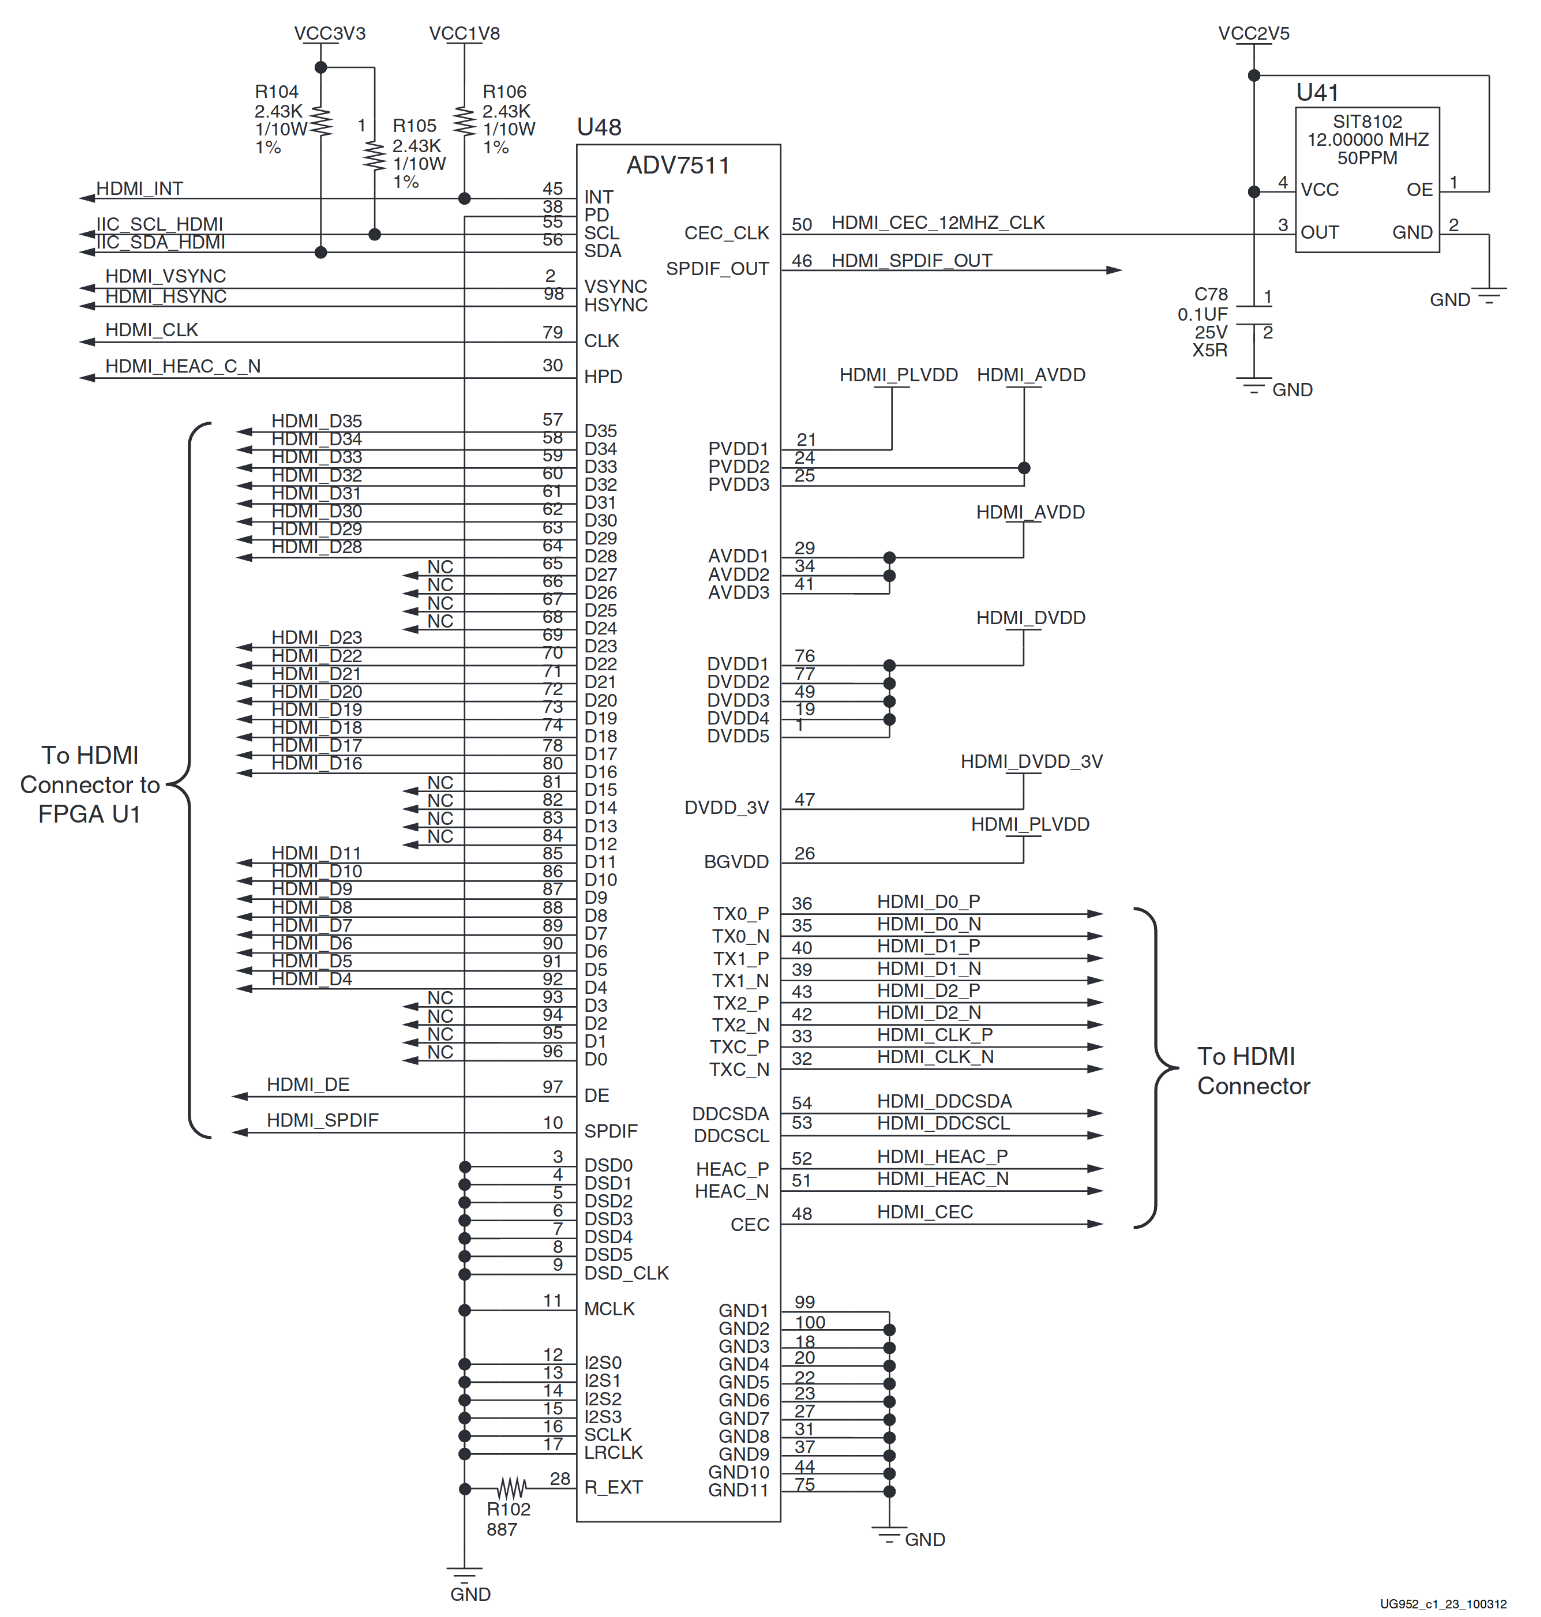 VCC3V3
VCC1V8
VCC2V5
R104
2.43K
1/10W
1%
1
R105
2.43K
1/10W
1%
R106
2.43K
1/10W
1%
U48
ADV7511
U41
SIT8102
12.00000 MHZ
50PPM
4 VCC
OE 1
3 OUT
GND 2
GND
C78
0.1UF
25V
X5R
1
2
GND
HDMI_INT 45 INT
38 PD
IIC_SCL_HDMI 55 SCL
IIC_SDA_HDMI 56 SDA
HDMI_VSYNC 2 VSYNC
HDMI_HSYNC 98 HSYNC
HDMI_CLK 79 CLK
HDMI_HEAC_C_N 30 HPD
HDMI_D35 57 D35
HDMI_D34 58 D34
HDMI_D33 59 D33
HDMI_D32 60 D32
HDMI_D31 61 D31
HDMI_D30 62 D30
HDMI_D29 63 D29
HDMI_D28 64 D28
NC 65 D27
NC 66 D26
NC 67 D25
NC 68 D24
HDMI_D23 69 D23
HDMI_D22 70 D22
HDMI_D21 71 D21
HDMI_D20 72 D20
HDMI_D19 73 D19
HDMI_D18 74 D18
HDMI_D17 78 D17
HDMI_D16 80 D16
NC 81 D15
NC 82 D14
NC 83 D13
NC 84 D12
HDMI_D11 85 D11
HDMI_D10 86 D10
HDMI_D9 87 D9
HDMI_D8 88 D8
HDMI_D7 89 D7
HDMI_D6 90 D6
HDMI_D5 91 D5
HDMI_D4 92 D4
NC 93 D3
NC 94 D2
NC 95 D1
NC 96 D0
HDMI_DE 97 DE
HDMI_SPDIF 10 SPDIF
To HDMI
Connector to
FPGA U1
3 DSD0
4 DSD1
5 DSD2
6 DSD3
7 DSD4
8 DSD5
9 DSD_CLK
11 MCLK
12 I2S0
13 I2S1
14 I2S2
15 I2S3
16 SCLK
17 LRCLK
28 R_EXT
R102
887
GND
CEC_CLK 50 HDMI_CEC_12MHZ_CLK
SPDIF_OUT 46 HDMI_SPDIF_OUT
HDMI_PLVDD HDMI_AVDD
PVDD1 21
PVDD2 24
PVDD3 25
HDMI_AVDD
AVDD1 29
AVDD2 34
AVDD3 41
HDMI_DVDD
DVDD1 76
DVDD2 77
DVDD3 49
DVDD4 19
DVDD5 1
HDMI_DVDD_3V
DVDD_3V 47
HDMI_PLVDD
BGVDD 26
TX0_P 36 HDMI_D0_P
TX0_N 35 HDMI_D0_N
TX1_P 40 HDMI_D1_P
TX1_N 39 HDMI_D1_N
TX2_P 43 HDMI_D2_P
TX2_N 42 HDMI_D2_N
TXC_P 33 HDMI_CLK_P
TXC_N 32 HDMI_CLK_N
DDCSDA 54 HDMI_DDCSDA
DDCSCL 53 HDMI_DDCSCL
HEAC_P 52 HDMI_HEAC_P
HEAC_N 51 HDMI_HEAC_N
CEC 48 HDMI_CEC
To HDMI
Connector
GND1 99
GND2 100
GND3 18
GND4 20
GND5 22
GND6 23
GND7 27
GND8 31
GND9 37
GND10 44
GND11 75
GND
UG952_c1_23_100312